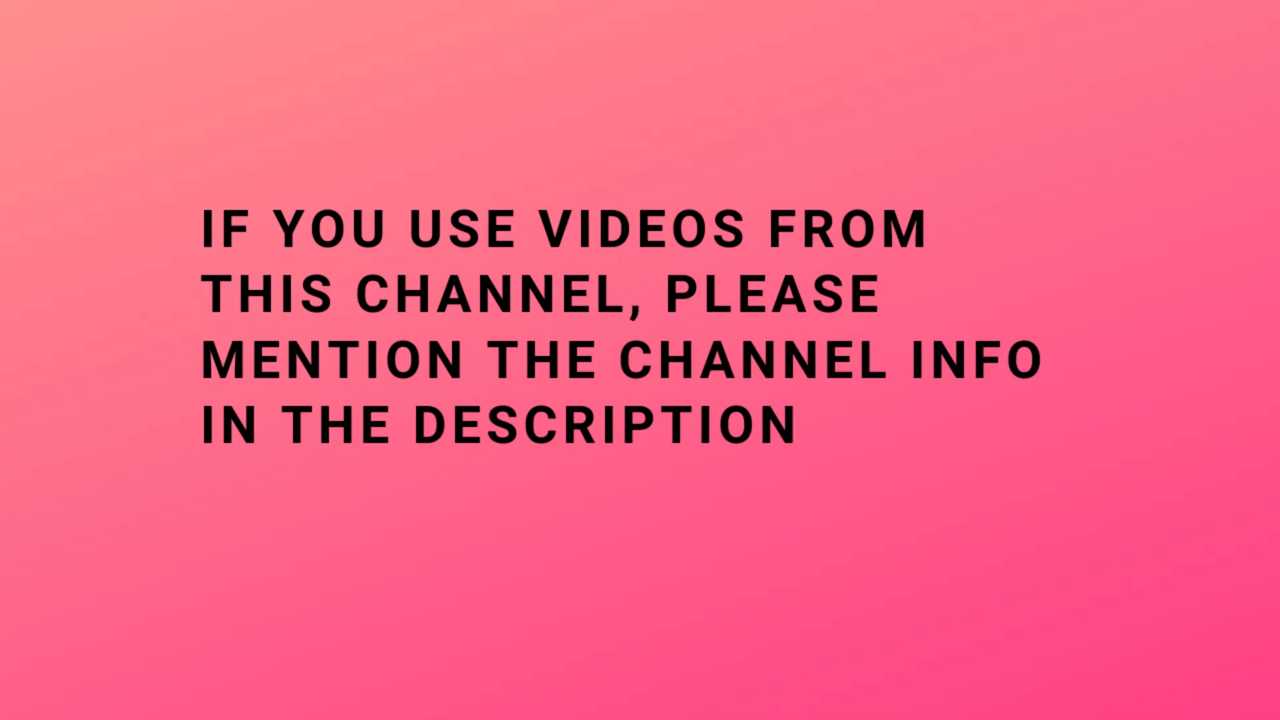 IF YOU USE VIDEOS FROM
THIS CHANNEL, PLEASE
MENTION THE CHANNEL INFO
IN THE DESCRIPTION